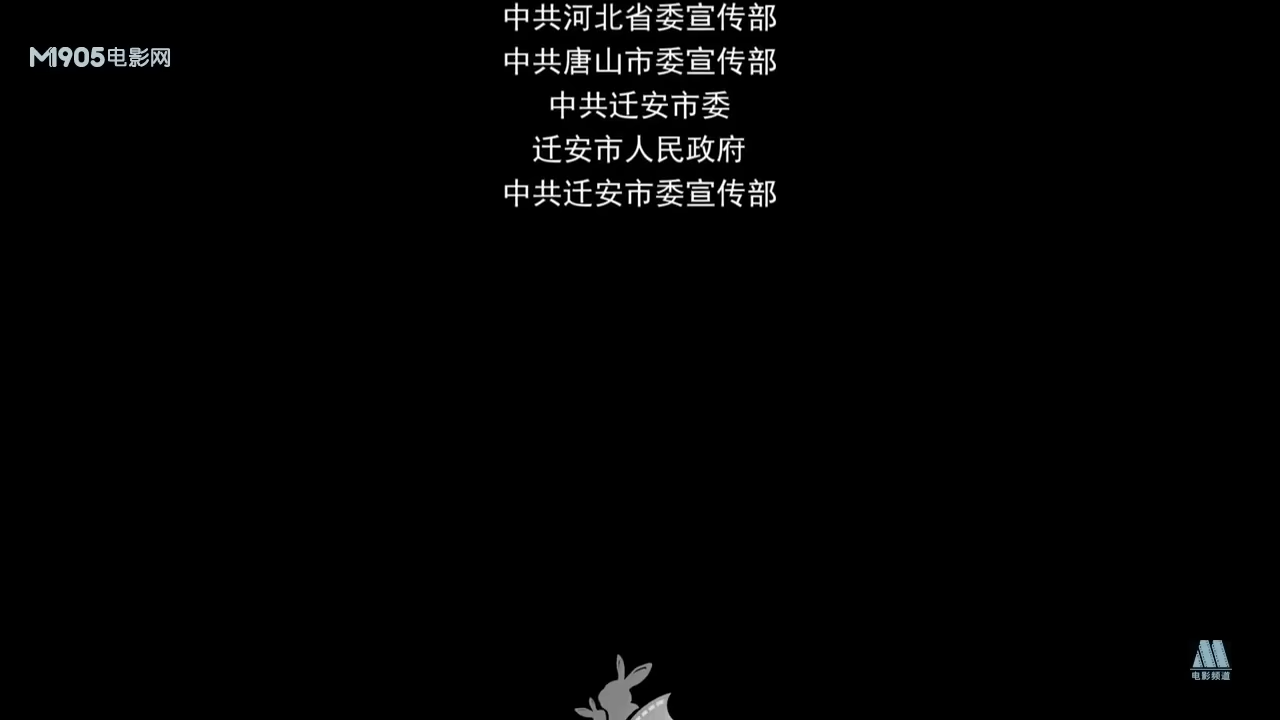 中共河北省委宣传部
M1905电影网
中共唐山市委宣传部
中共迁安市委
迁安市人民政府
中共迁安市委宣传部
电影频道